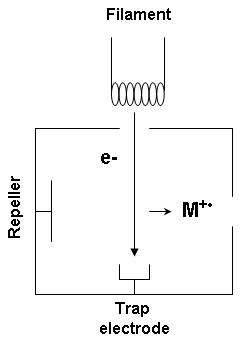 Filament
e-
M+•
Repeller
Trap
electrode